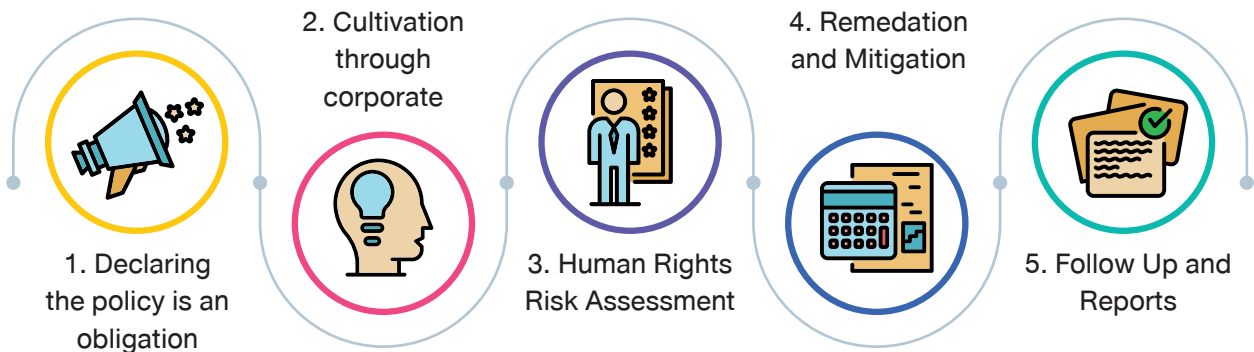 1. Declaring
the policy is an
obligation
2. Cultivation
through
corporate
3. Human Rights
Risk Assessment
4. Remedation
and Mitigation
5. Follow Up and
Reports